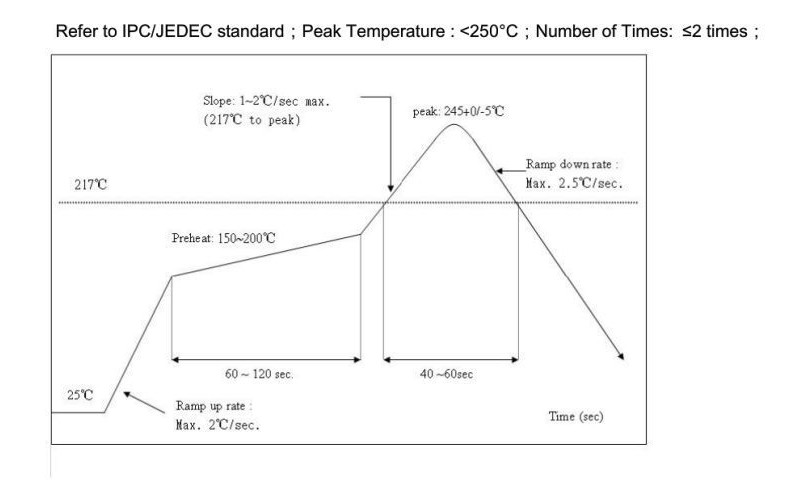 Refer to IPC/JEDEC standard ; Peak Temperature : <250°C ; Number of Times: ≤2 times ;
Slope: 1~2℃/sec max.
(217℃ to peak)
peak: 245+0/-5℃
Ramp down rate :
Max. 2.5℃/sec.
217℃
Preheat: 150~200℃
60 ~ 120 sec.
40 ~60sec
25℃
Ramp up rate :
Max. 2℃/sec.
Time (sec)